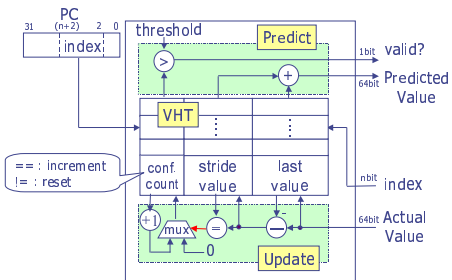 PC
31 (n+2) 2 0
index
threshold
Predict
>
+
1bit valid?
64bit Predicted
Value
VHT
== : increment
!= : reset
conf.
count
stride
value
last
value
nbit index
+1
mux
=
-
—
0
64bit Actual
Value
Update